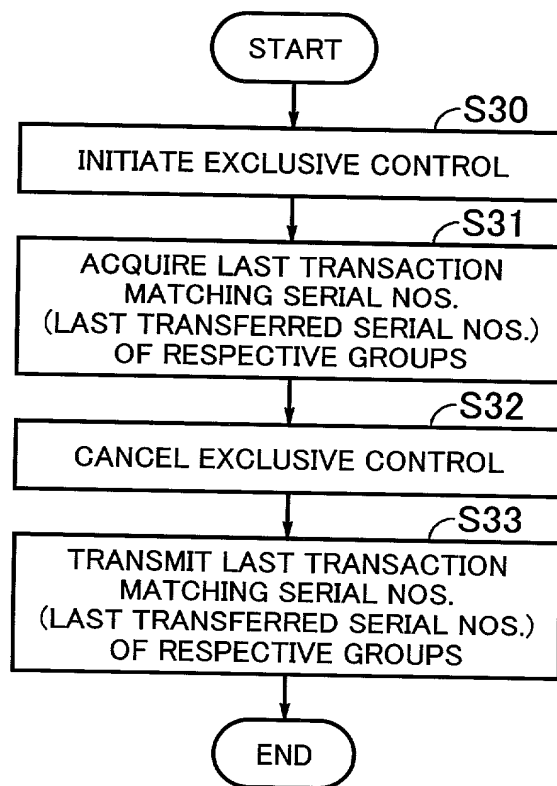 START
S30
INITIATE EXCLUSIVE CONTROL
S31
ACQUIRE LAST TRANSACTION
MATCHING SERIAL NOS.
(LAST TRANSFERRED SERIAL NOS.)
OF RESPECTIVE GROUPS
S32
CANCEL EXCLUSIVE CONTROL
S33
TRANSMIT LAST TRANSACTION
MATCHING SERIAL NOS.
(LAST TRANSFERRED SERIAL NOS.)
OF RESPECTIVE GROUPS
END